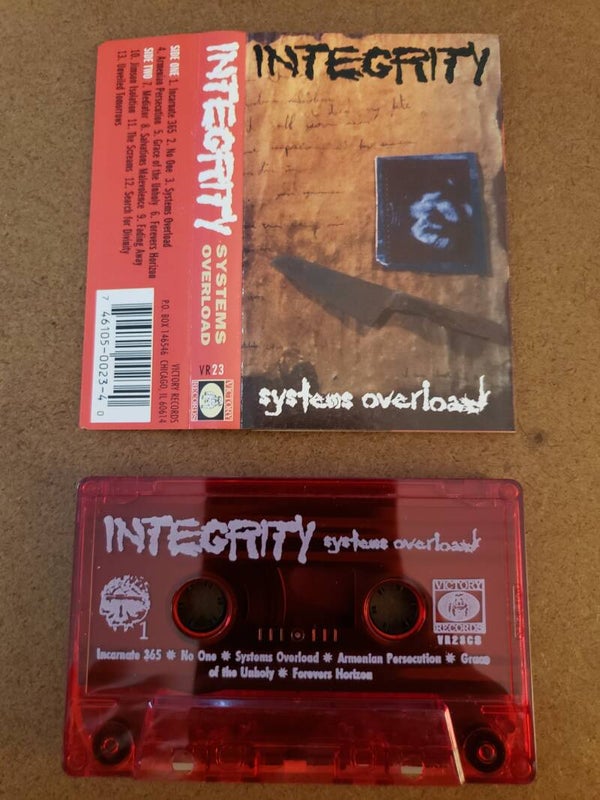 SIDE ONE 1. Incarnate 365 2. No One 3. Systems Overload
4. Armenian Persecution 5. Grace of the Unholy 6. Forevers Horizon
SIDE TWO 7. Mediator 8. Salvations Malevolence 9. Fading Away
10. Jimson Isolation 11. The Screams 12. Search for Divinity
13. Unveiled Tomorrows
VICTORY RECORDS
P.O. BOX 146546 CHICAGO, IL 60614
7 46105-0023-4 0
INTEGRITY
SYSTEMS
OVERLOAD
VR23
VICTORY
RECORDS
INTEGRITY
systems overload
INTEGRITY systems overload
1
VICTORY
RECORDS
VR23CS
Incarnate 365 * No One * Systems Overload * Armenian Persecution * Grace
of the Unholy * Forevers Horizon